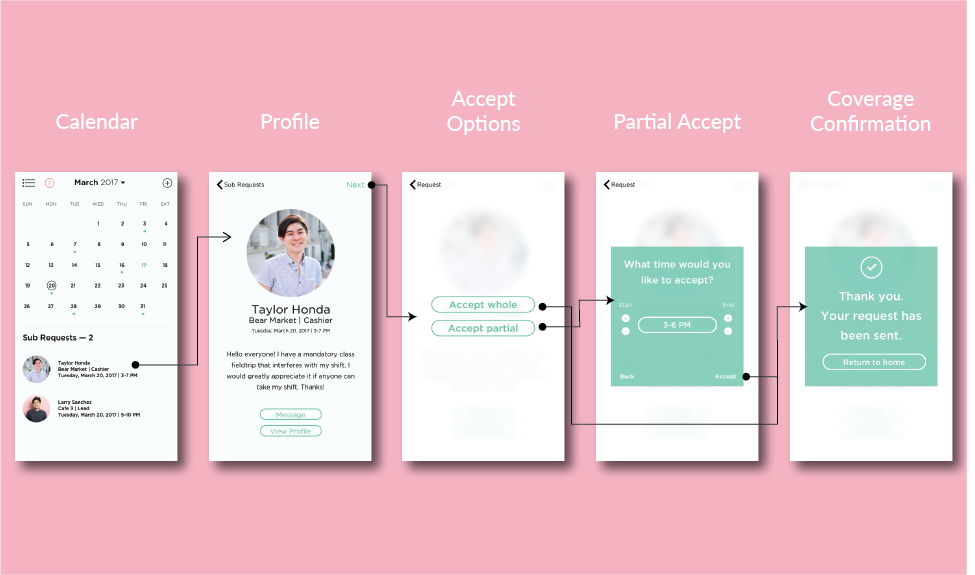 Calendar
Profile
Accept
Options
Partial Accept
Coverage
Confirmation
2
March 2017
SUN MON TUE WED THU FRI SAT
1 2 3 4
5 6 7 8 9 10 11
12 13 14 15 16 17 18
19 20 21 22 23 24 25
26 27 28 29 30 31
Sub Requests — 2
Taylor Honda
Bear Market | Cashier
Tuesday, March 20, 2017 | 3-7 PM
Larry Sanchez
Cafe 3 | Lead
Tuesday, March 20, 2017 | 5-10 PM
Sub Requests
Next
Taylor Honda
Bear Market | Cashier
Tuesday, March 20, 2017 | 3-7 PM
Hello everyone! I have a mandatory class
fieldtrip that interferes with my shift. I
would greatly appreciate it if anyone can
take my shift. Thanks!
Message
View Profile
Request
Accept whole
Accept partial
Request
What time would you
like to accept?
Start End
3-6 PM
Back Accept
Thank you.
Your request has
been sent.
Return to home